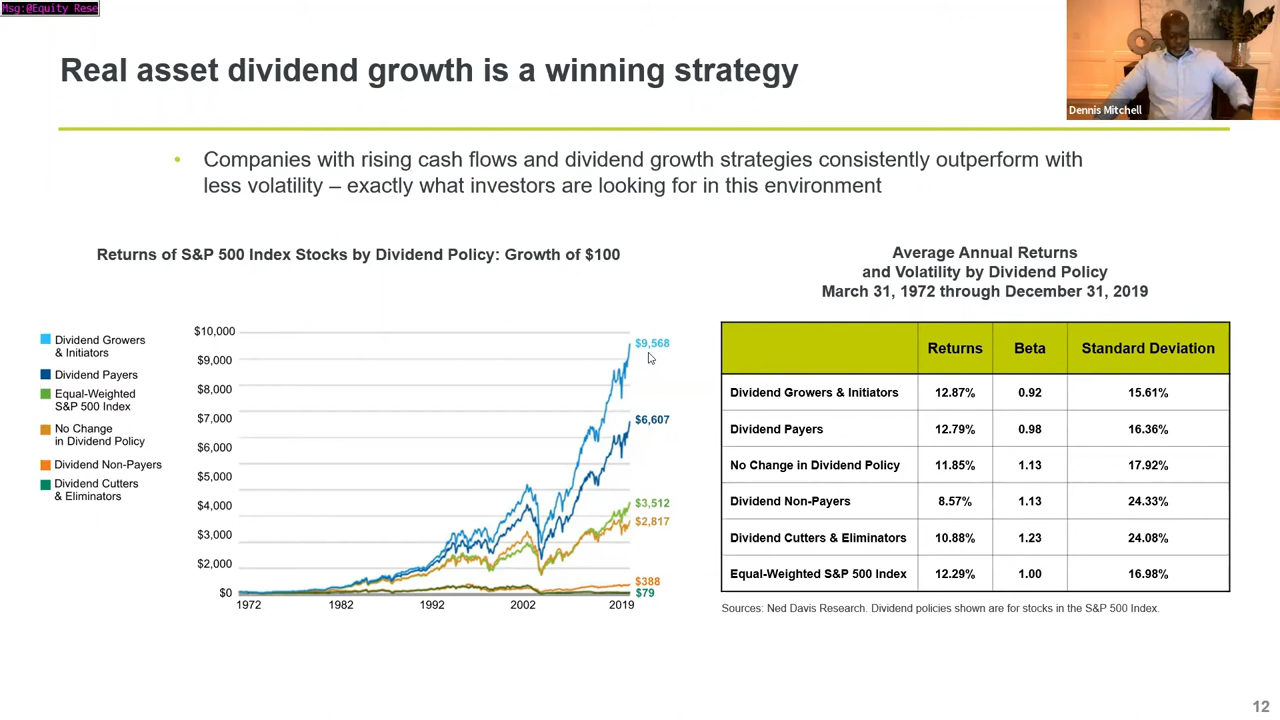 Msg:@Equity Rese
Real asset dividend growth is a winning strategy
Dennis Mitchell
• Companies with rising cash flows and dividend growth strategies consistently outperform with
less volatility – exactly what investors are looking for in this environment
Returns of S&P 500 Index Stocks by Dividend Policy: Growth of $100
Dividend Growers
& Initiators
Dividend Payers
Equal-Weighted
S&P 500 Index
No Change
in Dividend Policy
Dividend Non-Payers
Dividend Cutters
& Eliminators
$10,000
$9,000
$8,000
$7,000
$6,000
$5,000
$4,000
$3,000
$2,000
$0
1972 1982 1992 2002 2019
$9,568
$6,607
$3,512
$2,817
$388
$79
Average Annual Returns
and Volatility by Dividend Policy
March 31, 1972 through December 31, 2019
Returns Beta Standard Deviation
Dividend Growers & Initiators 12.87% 0.92 15.61%
Dividend Payers 12.79% 0.98 16.36%
No Change in Dividend Policy 11.85% 1.13 17.92%
Dividend Non-Payers 8.57% 1.13 24.33%
Dividend Cutters & Eliminators 10.88% 1.23 24.08%
Equal-Weighted S&P 500 Index 12.29% 1.00 16.98%
Sources: Ned Davis Research. Dividend policies shown are for stocks in the S&P 500 Index.
12